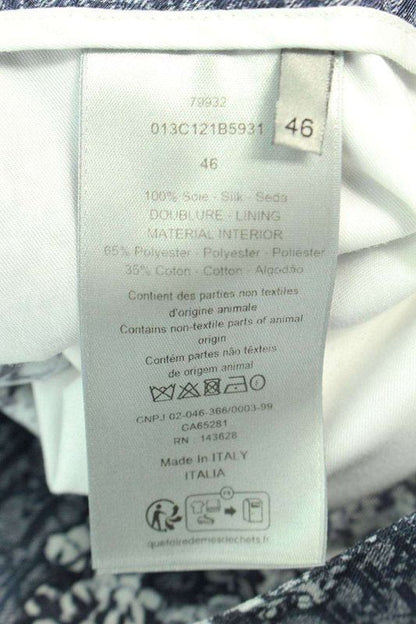 79932
013C121B5931
46
46
100% Soie - Silk - Seda
DOUBLURE - LINING
MATERIAL INTERIOR
65% Polyester - Polyester - Poliester
35% Coton - Cotton - Algodão
Contient des parties non textiles
d'origine animale
Contains non-textile parts of animal
origin
Contém partes não têxteis
de origem animal
CNPJ 02-046-366/0003-99
CA65281
RN : 143628
Made In ITALY
ITALIA
FR
quefairedemesdechets.fr